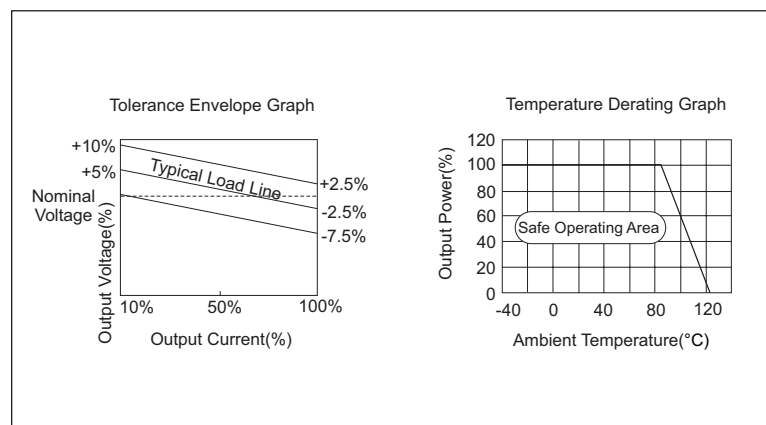 Tolerance Envelope Graph
+10%
+5%
Nominal
Voltage
Typical Load Line
+2.5%
-2.5%
-7.5%
Output Voltage(%)
10%
50%
100%
Output Current(%)
Temperature Derating Graph
120
100
80
60
40
20
0
Output Power(%)
Safe Operating Area
-40
0
40
80
120
Ambient Temperature(°C)